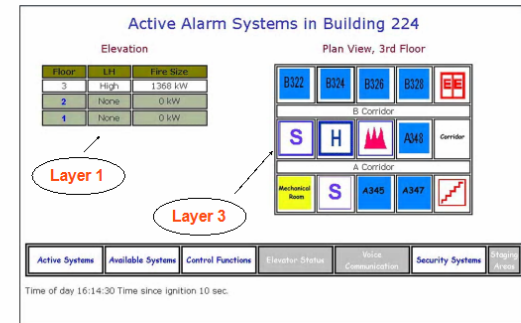 Active Alarm Systems in Building 224
Elevation
Plan View, 3rd Floor
Floor LH Fire Size
3 High 1368 kW
2 None 0 kW
1 None 0 kW
Layer 1
B322 B324 B326 B328 EE
B Corridor
S H A348 Corridor
A Corridor
Mechanical
Room S A345 A347
Layer 3
Active Systems Available Systems Control Functions Elevator Status Voice
Communication Security Systems Staging
Areas
Time of day 16:14:30 Time since ignition 10 sec.